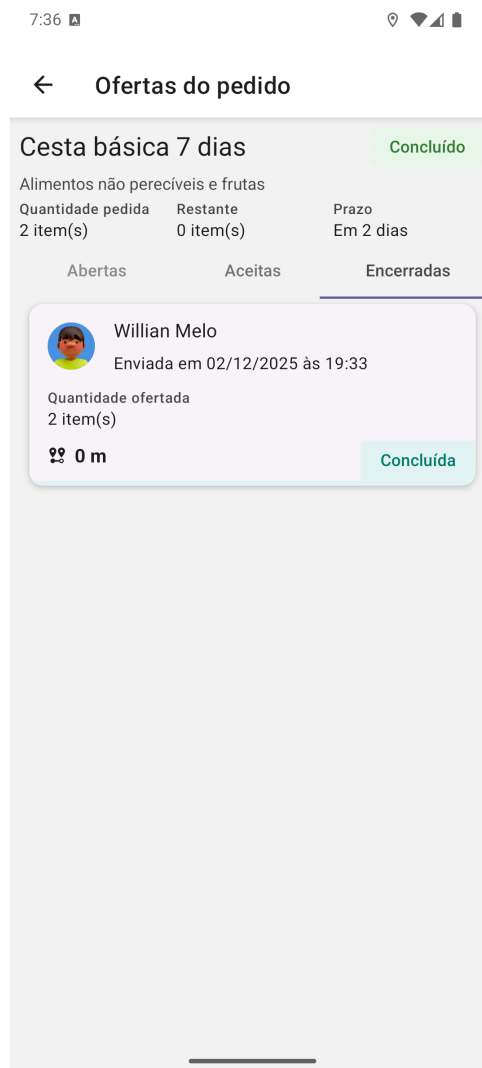 7:36
Ofertas do pedido
Cesta básica 7 dias
Concluído
Alimentos não perecíveis e frutas
Quantidade pedida Restante Prazo
2 item(s) 0 item(s) Em 2 dias
Abertas Aceitas Encerradas
Willian Melo
Enviada em 02/12/2025 às 19:33
Quantidade ofertada
2 item(s)
0 m
Concluída